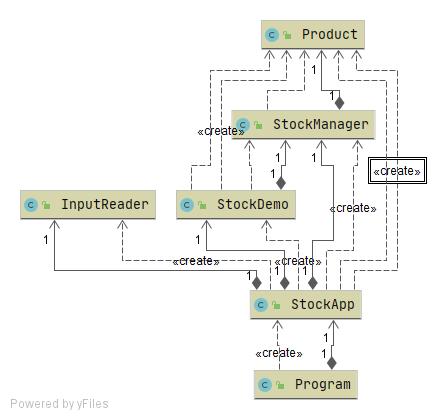 C Product
1
1
C StockManager
«create»
«create»
1
1
1
C InputReader
C StockDemo
«create»
1
1
1
«create»
«create»
1
1
1
C StockApp
1
«create»
1
C Program
Powered by yFiles